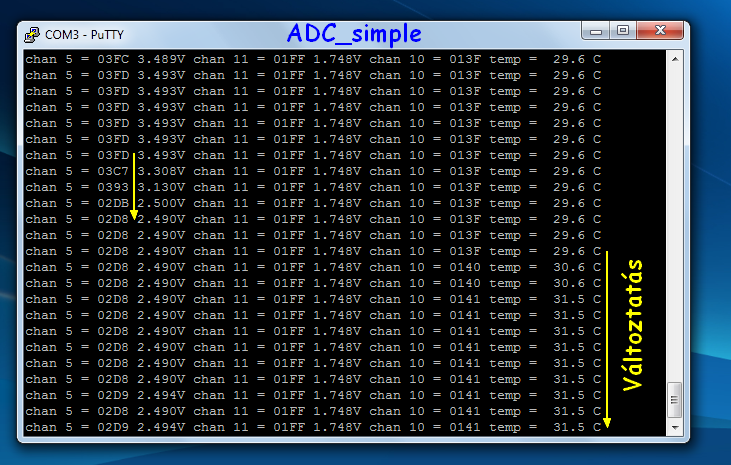 COM3 - PuTTY
ADC_simple
chan 5 = 03FC 3.489V chan 11 = 01FF 1.748V chan 10 = 013F temp =  29.6 C
chan 5 = 03FD 3.493V chan 11 = 01FF 1.748V chan 10 = 013F temp =  29.6 C
chan 5 = 03FD 3.493V chan 11 = 01FF 1.748V chan 10 = 013F temp =  29.6 C
chan 5 = 03FD 3.493V chan 11 = 01FF 1.748V chan 10 = 013F temp =  29.6 C
chan 5 = 03FD 3.493V chan 11 = 01FF 1.748V chan 10 = 013F temp =  29.6 C
chan 5 = 03FD 3.493V chan 11 = 01FF 1.748V chan 10 = 013F temp =  29.6 C
chan 5 = 03FD 3.493V chan 11 = 01FF 1.748V chan 10 = 013F temp =  29.6 C
chan 5 = 03C7 3.308V chan 11 = 01FF 1.748V chan 10 = 013F temp =  29.6 C
chan 5 = 0393 3.130V chan 11 = 01FF 1.748V chan 10 = 013F temp =  29.6 C
chan 5 = 02DB 2.500V chan 11 = 01FF 1.748V chan 10 = 013F temp =  29.6 C
chan 5 = 02D8 2.490V chan 11 = 01FF 1.748V chan 10 = 013F temp =  29.6 C
chan 5 = 02D8 2.490V chan 11 = 01FF 1.748V chan 10 = 013F temp =  29.6 C
chan 5 = 02D8 2.490V chan 11 = 01FF 1.748V chan 10 = 013F temp =  29.6 C
chan 5 = 02D8 2.490V chan 11 = 01FF 1.748V chan 10 = 0140 temp =  30.6 C
chan 5 = 02D8 2.490V chan 11 = 01FF 1.748V chan 10 = 0140 temp =  30.6 C
chan 5 = 02D8 2.490V chan 11 = 01FF 1.748V chan 10 = 0141 temp =  31.5 C
chan 5 = 02D8 2.490V chan 11 = 01FF 1.748V chan 10 = 0141 temp =  31.5 C
chan 5 = 02D8 2.490V chan 11 = 01FF 1.748V chan 10 = 0141 temp =  31.5 C
chan 5 = 02D8 2.490V chan 11 = 01FF 1.748V chan 10 = 0141 temp =  31.5 C
chan 5 = 02D8 2.490V chan 11 = 01FF 1.748V chan 10 = 0141 temp =  31.5 C
chan 5 = 02D8 2.490V chan 11 = 01FF 1.748V chan 10 = 0141 temp =  31.5 C
chan 5 = 02D9 2.494V chan 11 = 01FF 1.748V chan 10 = 0141 temp =  31.5 C
chan 5 = 02D8 2.490V chan 11 = 01FF 1.748V chan 10 = 0141 temp =  31.5 C
chan 5 = 02D9 2.494V chan 11 = 01FF 1.748V chan 10 = 0141 temp =  31.5 C
Változtatás